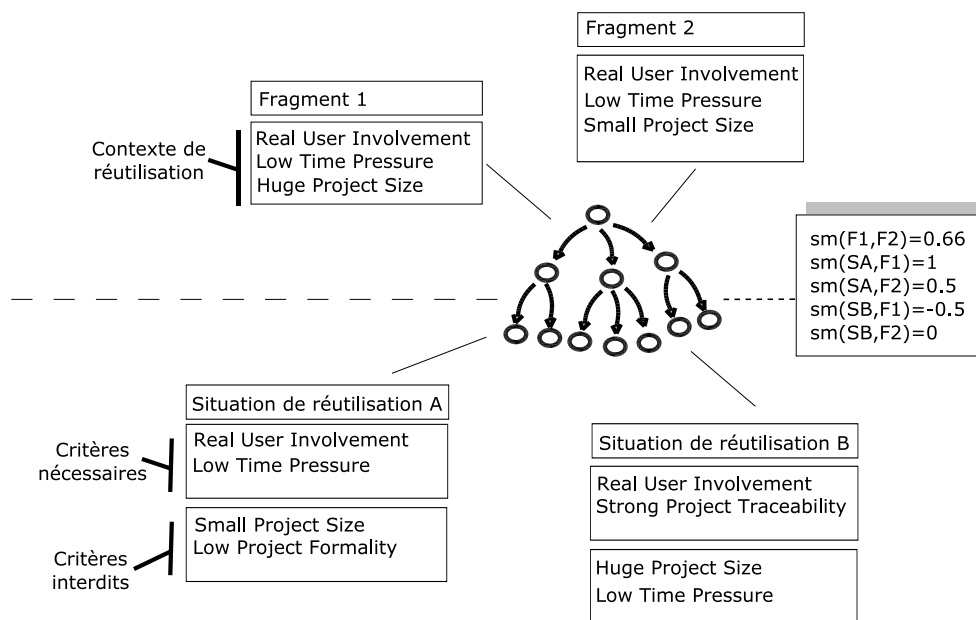 Fragment 2
Real User Involvement
Low Time Pressure
Small Project Size
Fragment 1
Contexte de
réutilisation
Real User Involvement
Low Time Pressure
Huge Project Size
sm(F1,F2)=0.66
sm(SA,F1)=1
sm(SA,F2)=0.5
sm(SB,F1)=-0.5
sm(SB,F2)=0
Situation de réutilisation A
Critères
nécessaires
Real User Involvement
Low Time Pressure
Critères
interdits
Small Project Size
Low Project Formality
Situation de réutilisation B
Real User Involvement
Strong Project Traceability
Huge Project Size
Low Time Pressure